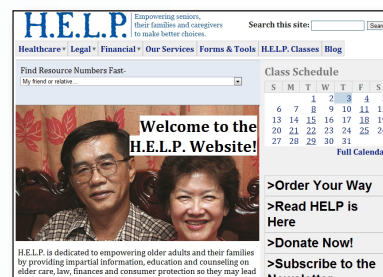 H.E.L.P.
Empowering seniors,
their families and caregivers
to make better choices.
Search this site:
Sear
Healthcare Legal Financial Our Services Forms & Tools H.E.L.P. Classes Blog
Find Resource Numbers Fast-
My friend or relative...
Welcome to the
H.E.L.P. Website!
H.E.L.P. is dedicated to empowering older adults and their families
by providing impartial information, education and counseling on
elder care, law, finances and consumer protection so they may lead
Class Schedule
S M T W T F S
1 2 3 4
6 7 8 9 10 11 12
13 14 15 16 17 18 19
20 21 22 23 24 25 26
27 28 29 30 31
Full Calenda
>Order Your Way
>Read HELP is
Here
>Donate Now!
>Subscribe to the
Newsletter